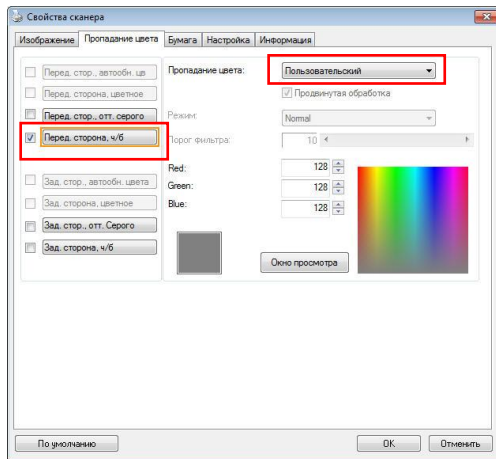 Свойства сканера
Изображение Пропадание цвета Бумага Настройка Информация
Перед. стор., автообн. цв
Перед. сторона, цветное
Перед. стор., отт. серого
Перед. сторона, ч/б
Зад. стор., автообн. цвета
Зад. сторона, цветное
Зад. стор., отт. Серого
Зад. сторона, ч/б
Пропадание цвета: Пользовательский
Продвинутая обработка
Режим: Normal
Порог фильтра: 10
Red: 128
Green: 128
Blue: 128
Окно просмотра
По умолчанию OK Отменить